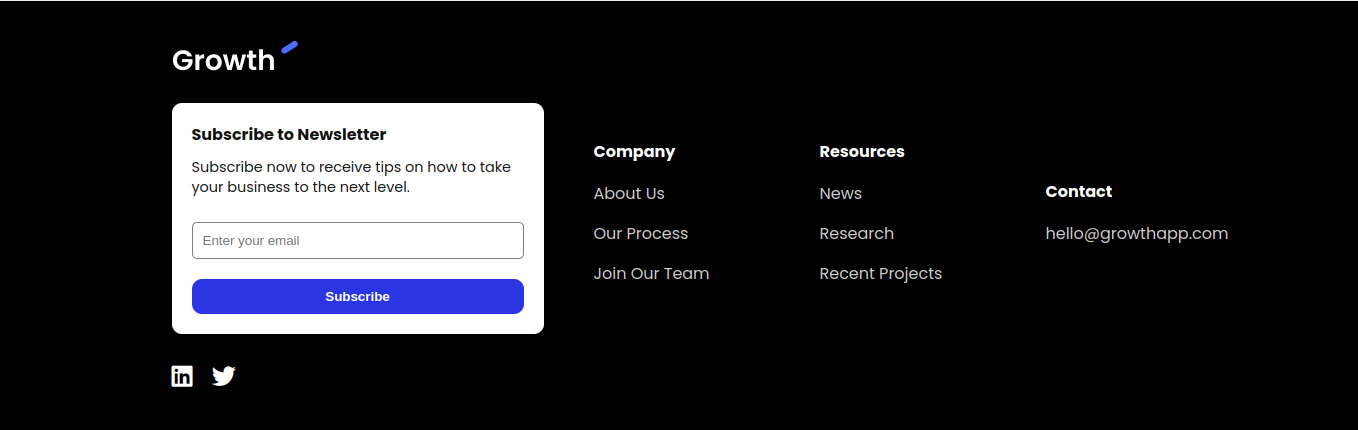 Growth
Subscribe to Newsletter
Subscribe now to receive tips on how to take
your business to the next level.
Enter your email
Subscribe
Company
About Us
Our Process
Join Our Team
Resources
News
Research
Recent Projects
Contact
hello@growthapp.com
in